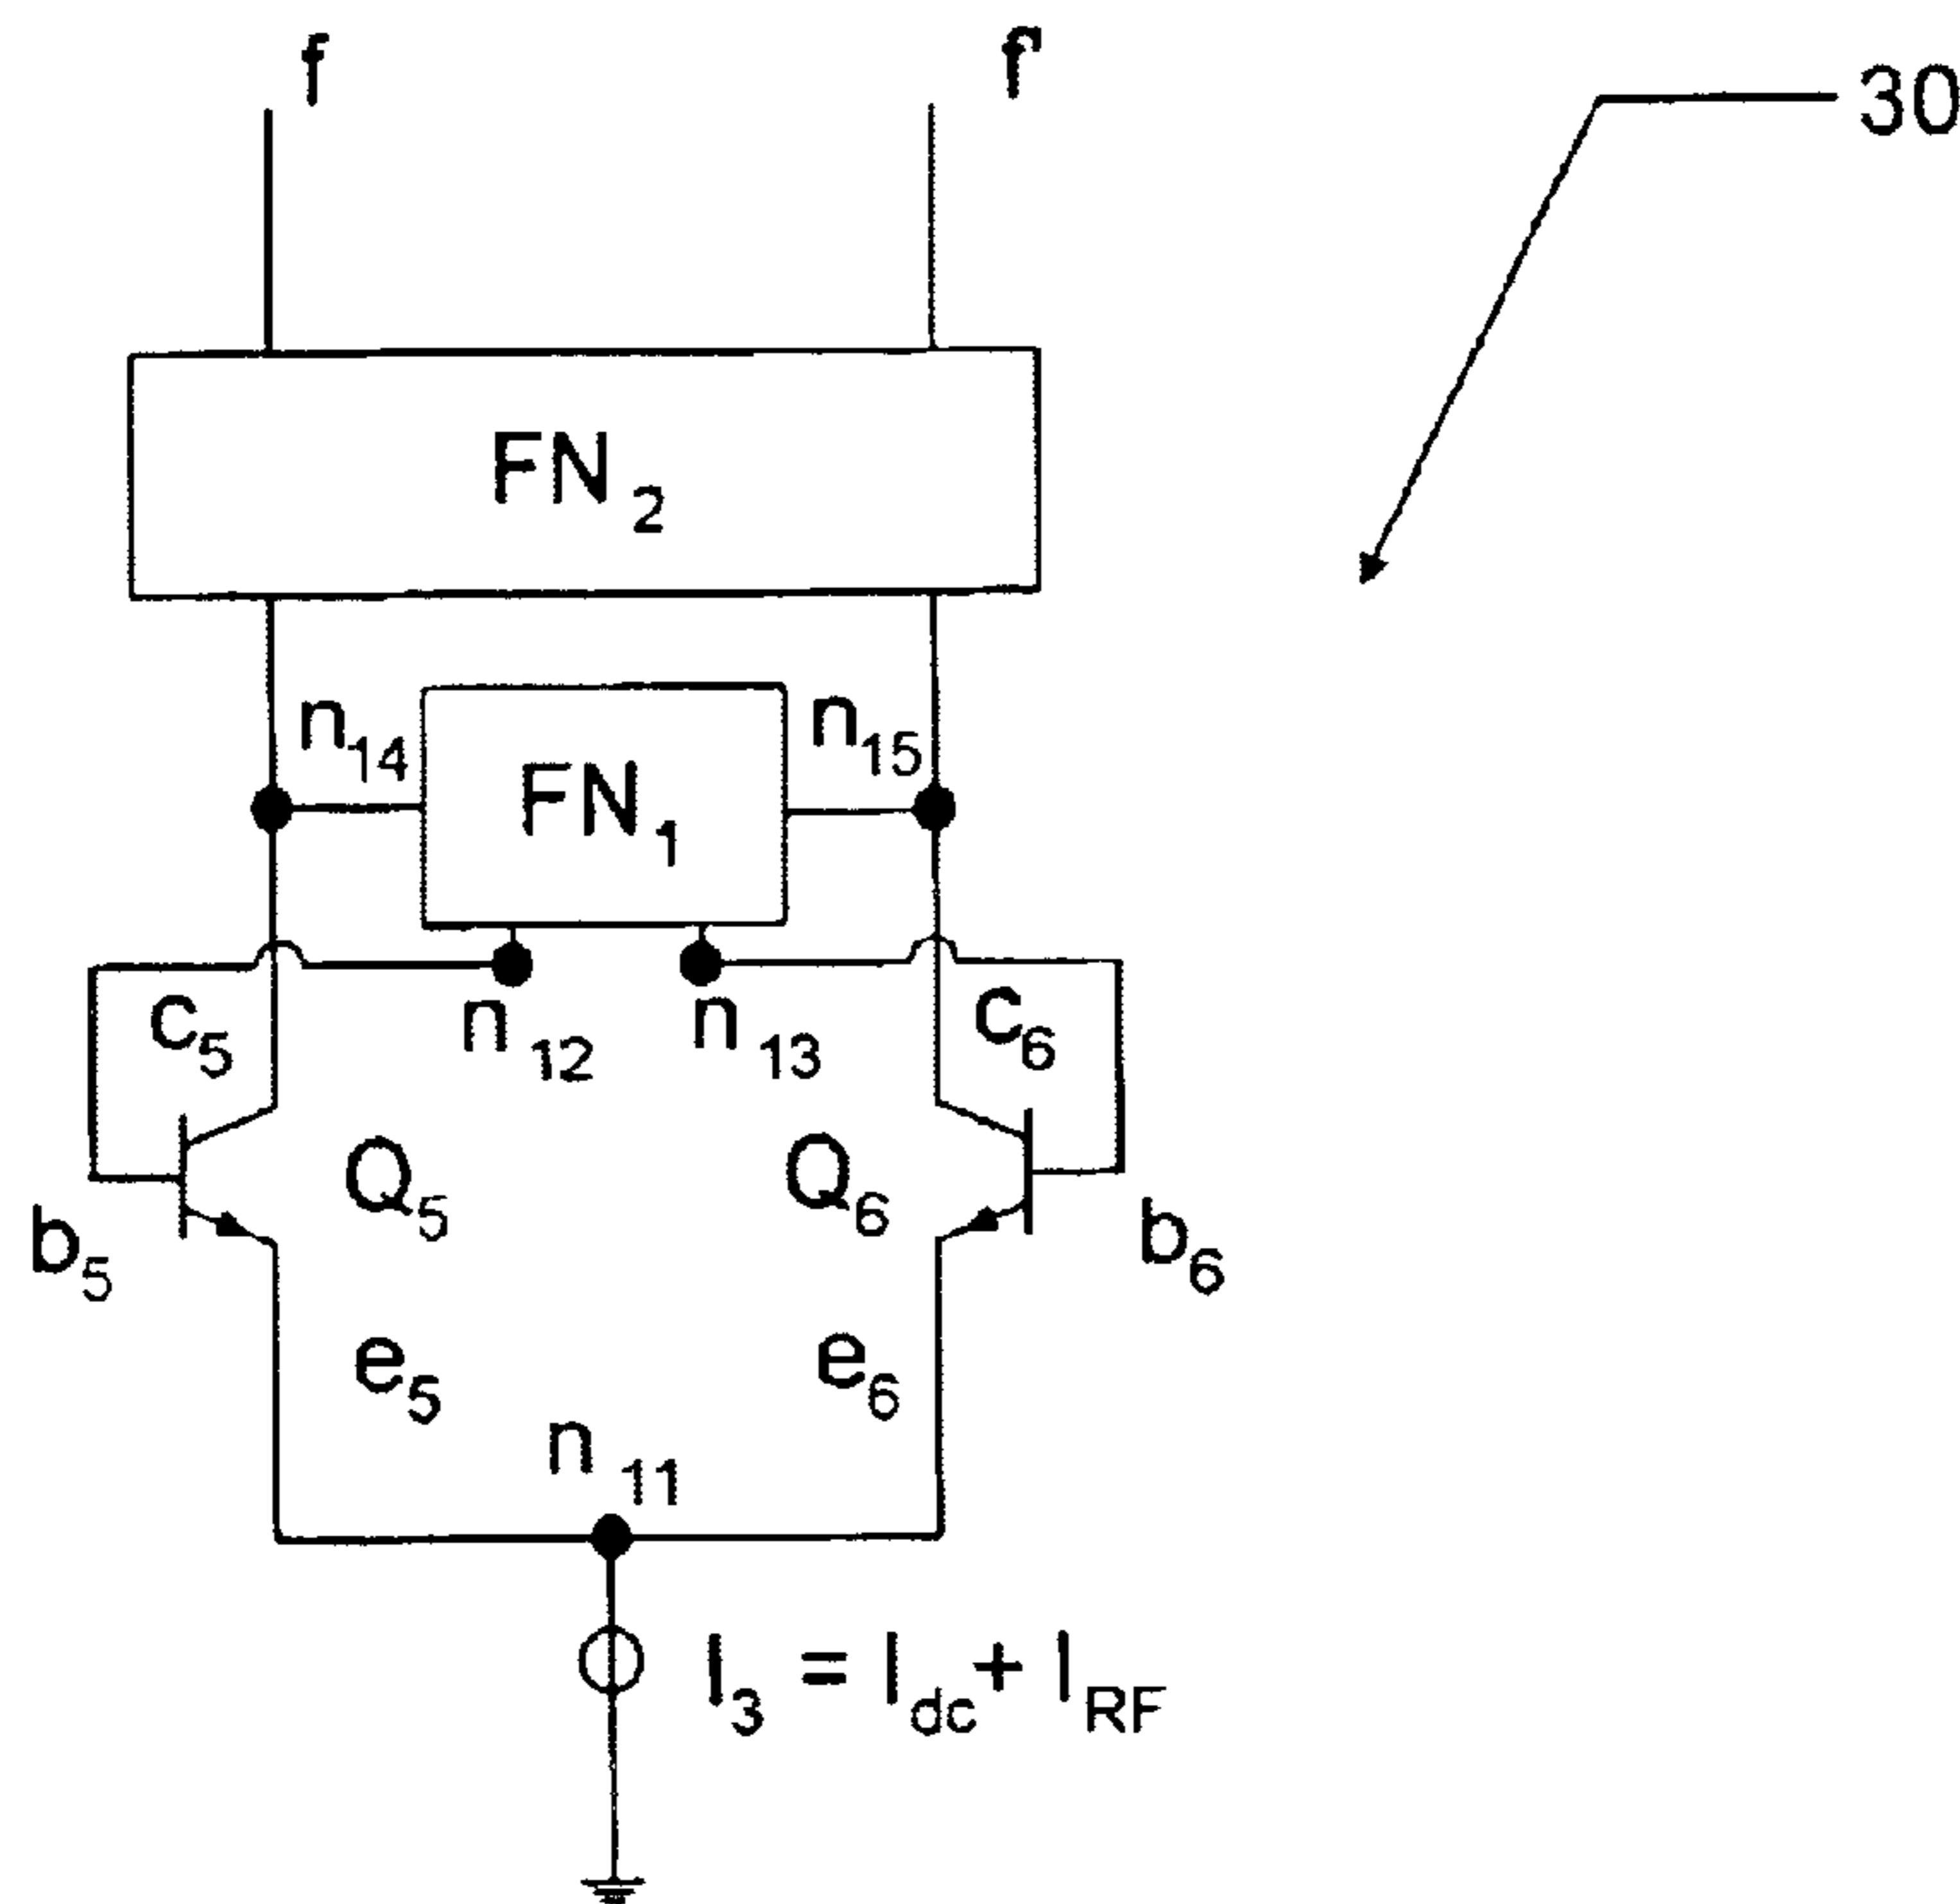 f
f'
30
FN2
n14
n15
FN1
c5
n12
n13
c6
Q5
Q6
b5
b6
e5
e6
n11
I3 = Idc + IRF